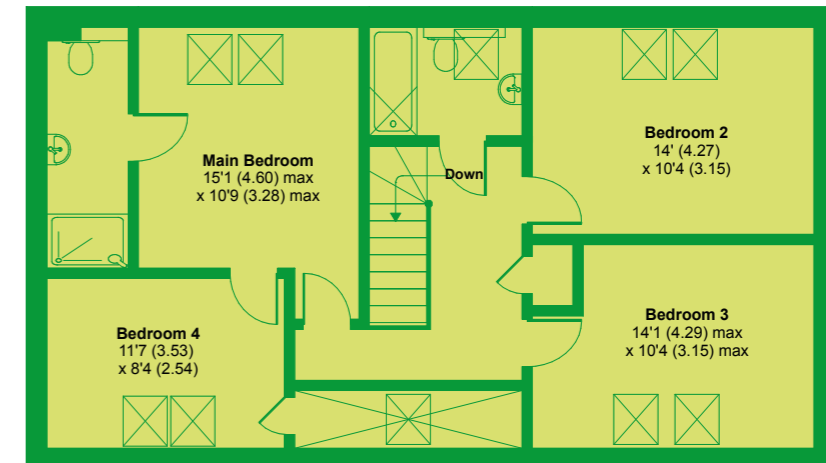 Main Bedroom
15'1 (4.60) max
x 10'9 (3.28) max
Down
Bedroom 2
14' (4.27)
x 10'4 (3.15)
Bedroom 4
11'7 (3.53)
x 8'4 (2.54)
Bedroom 3
14'1 (4.29) max
x 10'4 (3.15) max